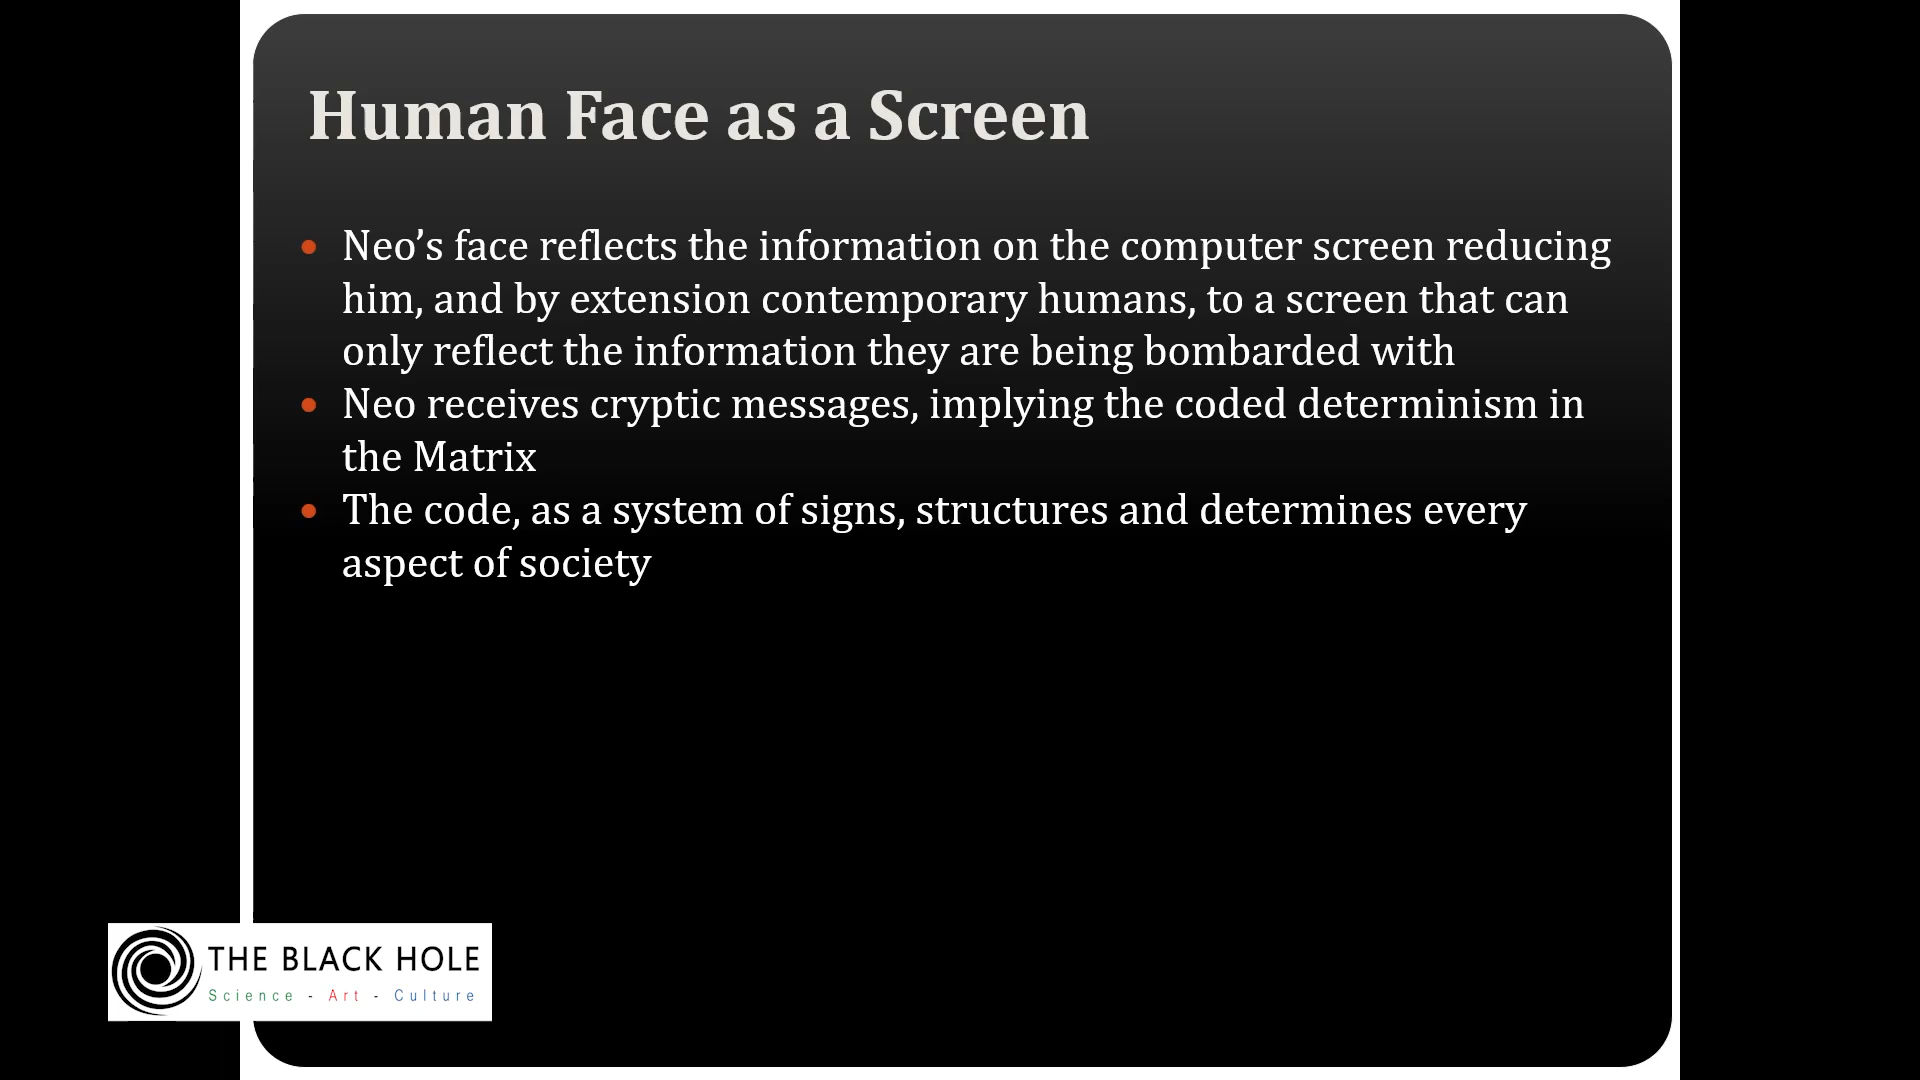 Human Face as a Screen
• Neo’s face reflects the information on the computer screen reducing
him, and by extension contemporary humans, to a screen that can
only reflect the information they are being bombarded with
• Neo receives cryptic messages, implying the coded determinism in
the Matrix
• The code, as a system of signs, structures and determines every
aspect of society
THE BLACK HOLE
Science - Art - Culture